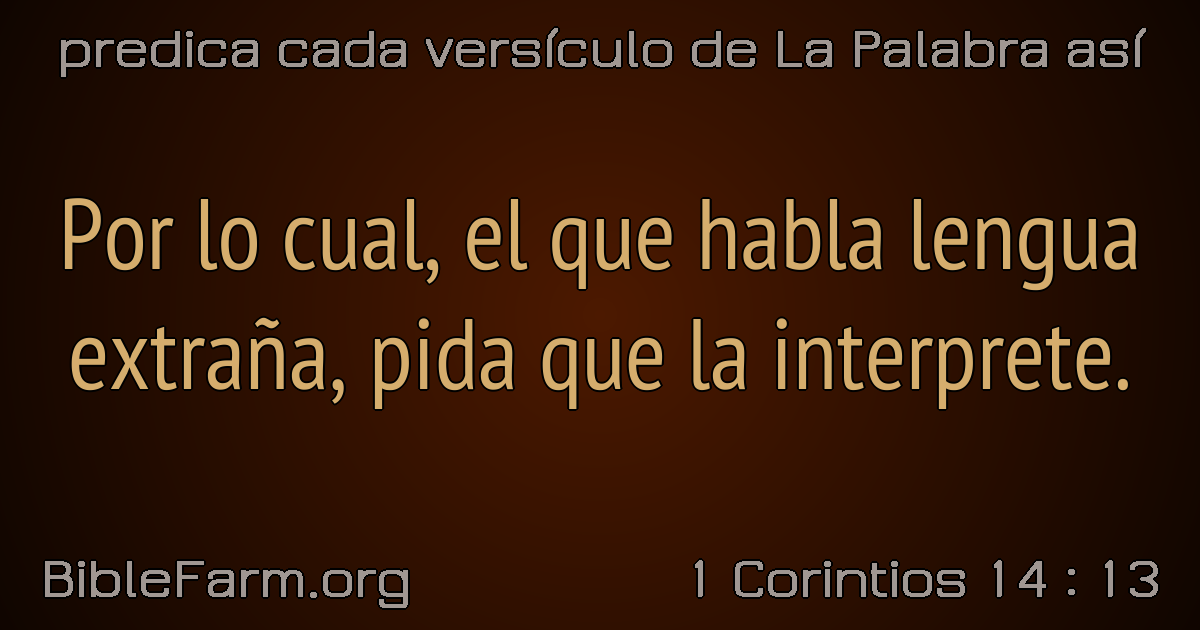 predica cada versículo de La Palabra así
Por lo cual, el que habla lengua
extraña, pida que la interprete.
BibleFarm.org
1 Corintios 14 : 13